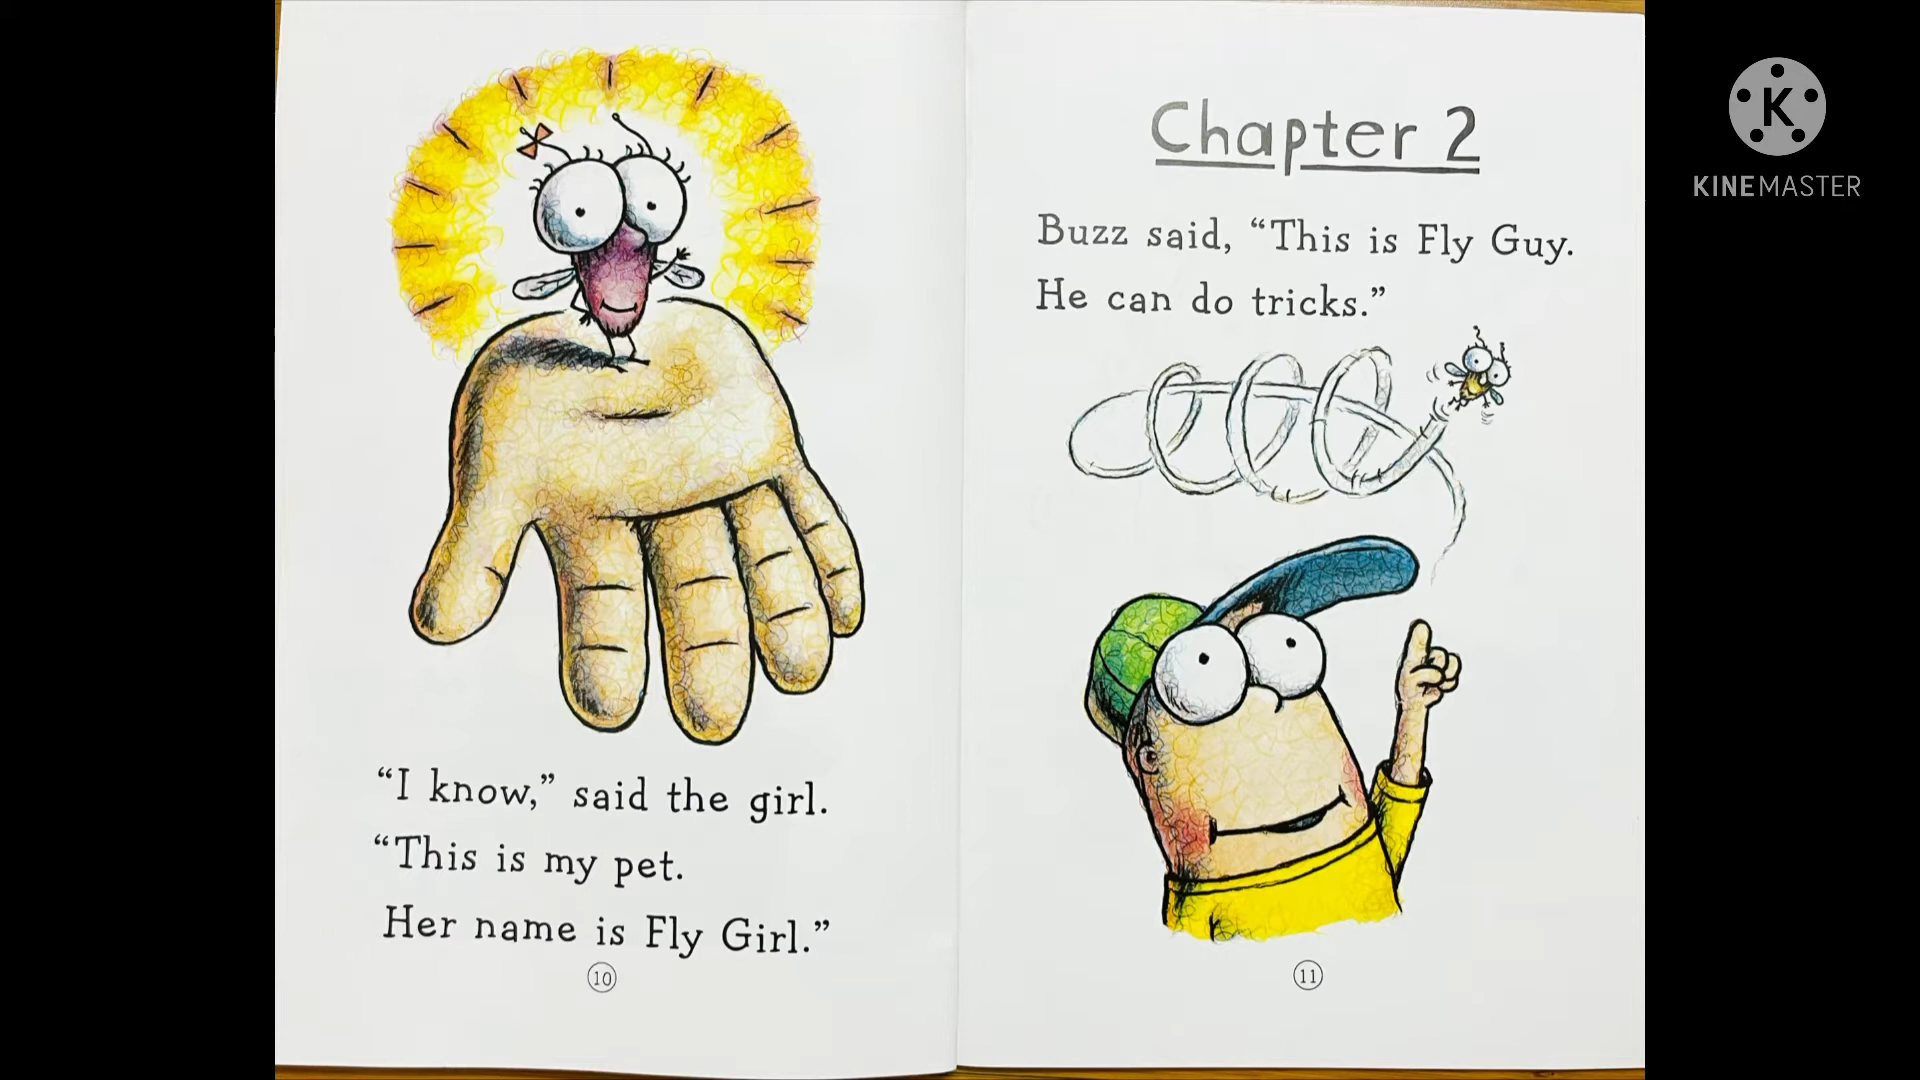 “I know,” said the girl.
“This is my pet.
Her name is Fly Girl.”
10
Chapter 2
Buzz said, “This is Fly Guy.
He can do tricks.”
11
K
KINEMASTER